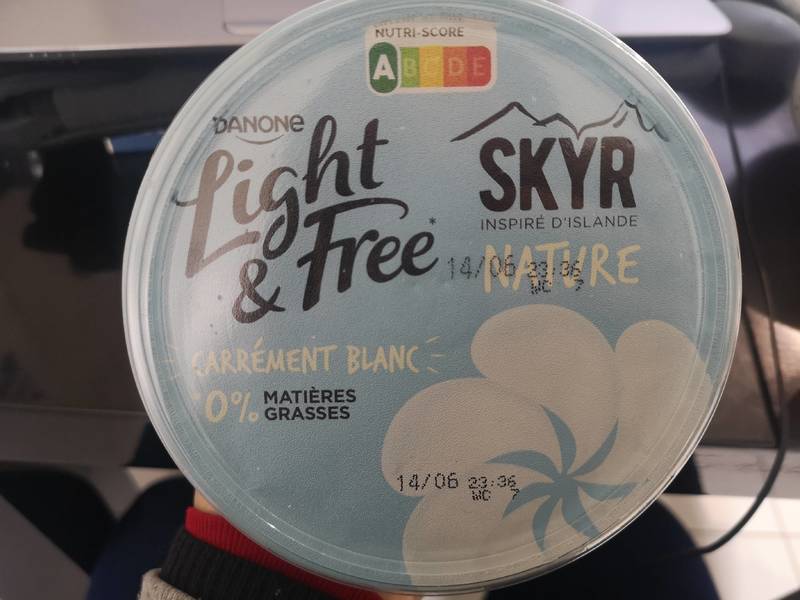 NUTRI-SCORE
A B C D E
DANONE
Light
& Free*
SKYR
INSPIRÉ D'ISLANDE
NATURE
14/06 23:36
WC 7
CARRÉMENT BLANC
*0% MATIÈRES
GRASSES
14/06 23:36
WC 7